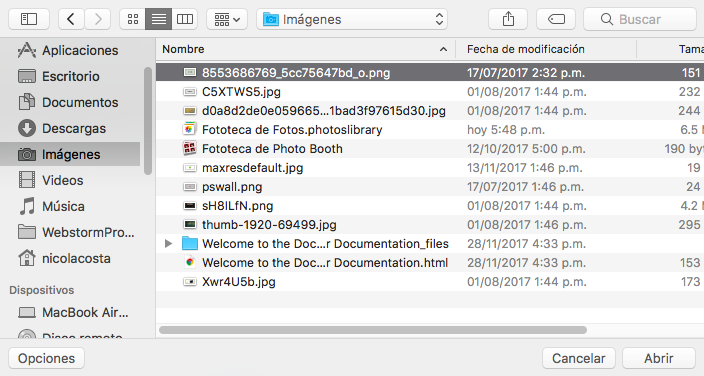 Imágenes
Buscar
Aplicaciones
Escritorio
Documentos
Descargas
Imágenes
Videos
Música
WebstormPro...
nicolacosta
Dispositivos
MacBook Air...
Disco remoto
Nombre Fecha de modificación Tama
8553686769_5cc75647bd_o.png 17/07/2017 2:32 p.m. 151
C5XTWS5.jpg 01/08/2017 1:44 p.m. 232
d0a8d2de0e059665...1bad3f97615d30.jpg 01/08/2017 1:44 p.m. 244
Fototeca de Fotos.photoslibrary hoy 5:48 p.m. 6.5 M
Fototeca de Photo Booth 12/10/2017 5:00 p.m. 190 byt
maxresdefault.jpg 13/11/2017 1:46 p.m. 19
pswall.png 17/07/2017 1:46 p.m. 24
sH8ILfN.png 01/08/2017 1:44 p.m. 4.2 M
thumb-1920-69499.jpg 01/08/2017 1:46 p.m. 295
Welcome to the Doc...r Documentation_files 28/11/2017 4:33 p.m.
Welcome to the Doc...r Documentation.html 28/11/2017 4:33 p.m. 153
Xwr4U5b.jpg 01/08/2017 1:44 p.m. 173
Opciones Cancelar Abrir